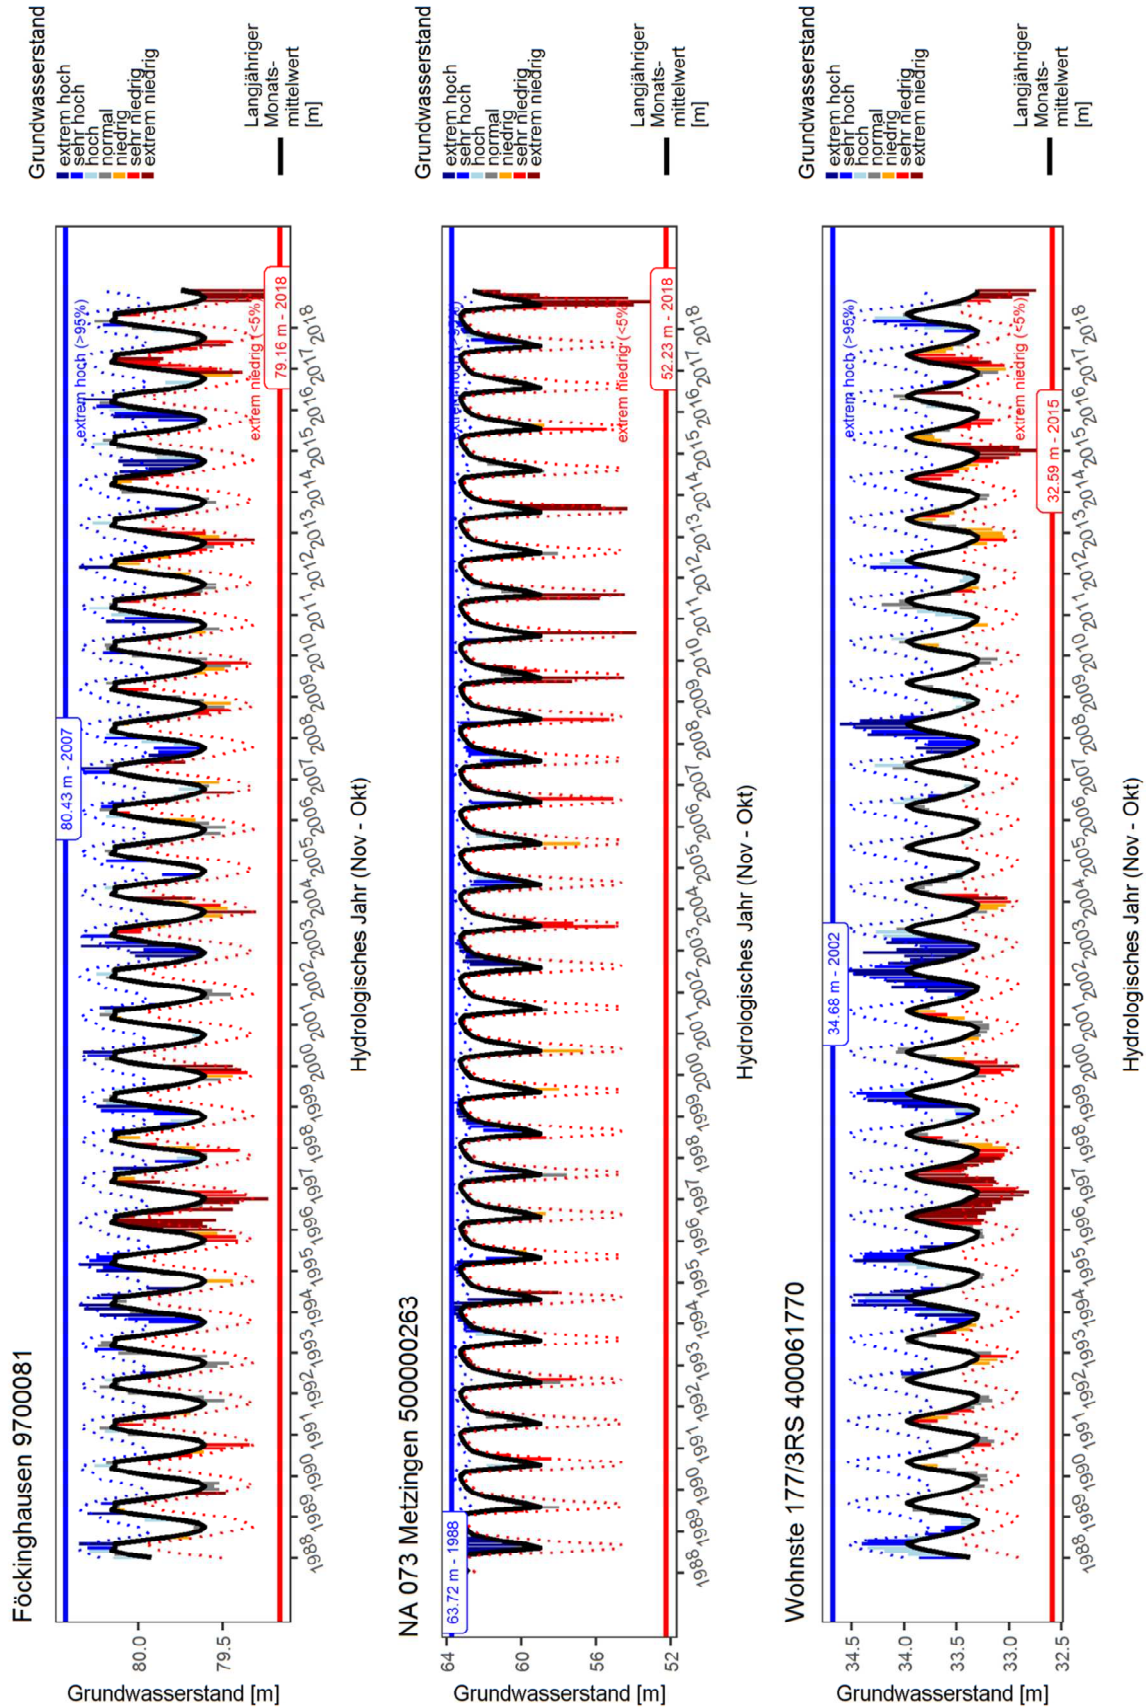 Föckinghausen 9700081
Grundwasserstand [m]
80.0
79.5
80.43 m - 2007
extrem hoch (>95%)
extrem niedrig (<5%)
79.16 m - 2018
1988 1989 1990 1991 1992 1993 1994 1995 1996 1997 1998 1999 2000 2001 2002 2003 2004 2005 2006 2007 2008 2009 2010 2011 2012 2013 2014 2015 2016 2017 2018
Hydrologisches Jahr (Nov - Okt)
Grundwasserstand
extrem hoch
sehr hoch
hoch
normal
niedrig
sehr niedrig
extrem niedrig
Langjähriger
Monats-
mittelwert
[m]
NA 073 Metzingen 500000263
Grundwasserstand [m]
64
60
56
52
63.72 m - 1988
extrem hoch (>95%)
extrem niedrig (<5%)
52.23 m - 2018
1988 1989 1990 1991 1992 1993 1994 1995 1996 1997 1998 1999 2000 2001 2002 2003 2004 2005 2006 2007 2008 2009 2010 2011 2012 2013 2014 2015 2016 2017 2018
Hydrologisches Jahr (Nov - Okt)
Grundwasserstand
extrem hoch
sehr hoch
hoch
normal
niedrig
sehr niedrig
extrem niedrig
Langjähriger
Monats-
mittelwert
[m]
Wohnste 177/3RS 400061770
Grundwasserstand [m]
34.5
34.0
33.5
33.0
32.5
34.68 m - 2002
extrem hoch (>95%)
extrem niedrig (<5%)
32.59 m - 2015
1988 1989 1990 1991 1992 1993 1994 1995 1996 1997 1998 1999 2000 2001 2002 2003 2004 2005 2006 2007 2008 2009 2010 2011 2012 2013 2014 2015 2016 2017 2018
Hydrologisches Jahr (Nov - Okt)
Grundwasserstand
extrem hoch
sehr hoch
hoch
normal
niedrig
sehr niedrig
extrem niedrig
Langjähriger
Monats-
mittelwert
[m]